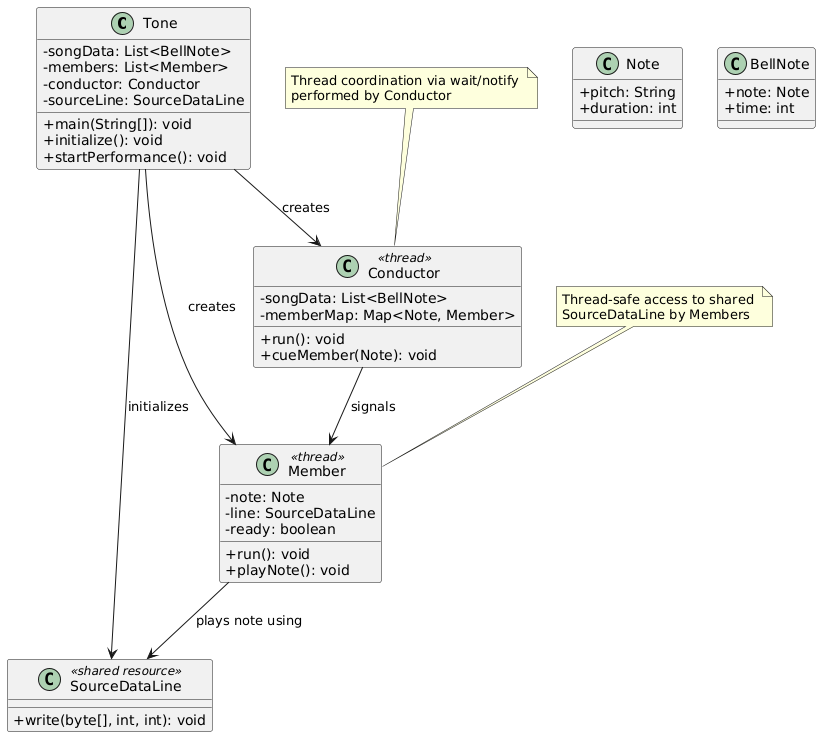 C Tone
-songData: List<BellNote>
-members: List<Member>
-conductor: Conductor
-sourceLine: SourceDataLine
+main(String[]): void
+initialize(): void
+startPerformance(): void
Thread coordination via wait/notify
performed by Conductor
C Note
+pitch: String
+duration: int
C BellNote
+note: Note
+time: int
creates
C «thread»
Conductor
-songData: List<BellNote>
-memberMap: Map<Note, Member>
+run(): void
+cueMember(Note): void
Thread-safe access to shared
SourceDataLine by Members
creates
initializes
signals
C «thread»
Member
-note: Note
-line: SourceDataLine
-ready: boolean
+run(): void
+playNote(): void
plays note using
C «shared resource»
SourceDataLine
+write(byte[], int, int): void